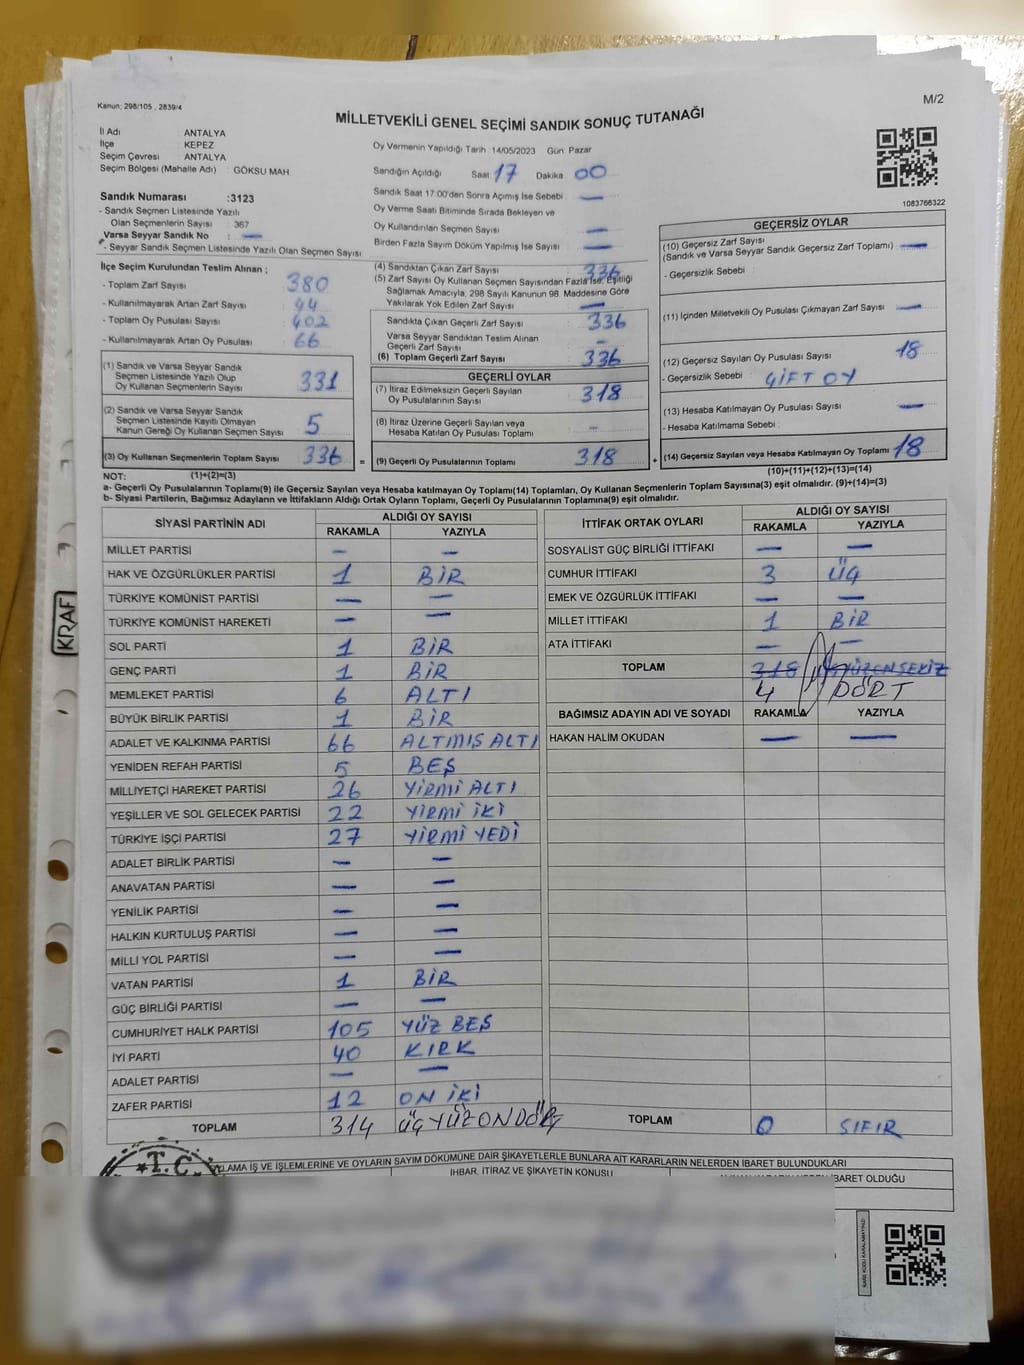 Kanun; 298/105 , 2839/4
M/2
MİLLETVEKİLİ GENEL SEÇİMİ SANDIK SONUÇ TUTANAĞI
İl Adı ANTALYA
İlçe KEPEZ
Seçim Çevresi ANTALYA
Seçim Bölgesi (Mahalle Adı) : GÖKSU MAH
Oy Vermenin Yapıldığı Tarih: 14/05/2023 Gün: Pazar
Sandığın Açıldığı Saat 17 Dakika 00
Sandık Saat 17:00'den Sonra Açımış İse Sebebi : —
Oy Verme Saati Bitiminde Sırada Bekleyen ve
Oy Kullandırılan Seçmen Sayısı : —
Birden Fazla Sayım Döküm Yapılmış İse Sayısı : —
1083766322
Sandık Numarası :3123
- Sandık Seçmen Listesinde Yazılı
Olan Seçmenlerin Sayısı : 367
Varsa Seyyar Sandık No : —
- Seyyar Sandık Seçmen Listesinde Yazılı Olan Seçmen Sayısı
İlçe Seçim Kurulundan Teslim Alınan ;
- Toplam Zarf Sayısı : 380
- Kullanılmayarak Artan Zarf Sayısı : 44
- Toplam Oy Pusulası Sayısı : 402
- Kullanılmayarak Artan Oy Pusulası : 66
(1) Sandık ve Varsa Seyyar Sandık
Seçmen Listesinde Yazılı Olup
Oy Kullanan Seçmenlerin Sayısı : 331
(2) Sandık ve Varsa Seyyar Sandık
Seçmen Listesinde Kayıtlı Olmayan
Kanun Gereği Oy Kullanan Seçmen Sayısı : 5
(3) Oy Kullanan Seçmenlerin Toplam Sayısı : 336
(4) Sandıktan Çıkan Zarf Sayısı : 336
(5) Zarf Sayısı Oy Kullanan Seçmen Sayısından Fazla İse, Eşitliği
Sağlamak Amacıyla, 298 Sayılı Kanunun 98. Maddesine Göre
Yakılarak Yok Edilen Zarf Sayısı : —
Sandıkta Çıkan Geçerli Zarf Sayısı : 336
Varsa Seyyar Sandıktan Teslim Alınan
Geçerli Zarf Sayısı : —
(6) Toplam Geçerli Zarf Sayısı : 336
GEÇERLİ OYLAR
(7) İtiraz Edilmeksizin Geçerli Sayılan
Oy Pusulalarının Sayısı : 318
(8) İtiraz Üzerine Geçerli Sayılan veya
Hesaba Katılan Oy Pusulası Toplamı : —
= (9) Geçerli Oy Pusulalarının Toplamı : 318
GEÇERSİZ OYLAR
(10) Geçersiz Zarf Sayısı
(Sandık ve Varsa Seyyar Sandık Geçersiz Zarf Toplamı) : —
- Geçersizlik Sebebi :
(11) İçinden Milletvekili Oy Pusulası Çıkmayan Zarf Sayısı : —
(12) Geçersiz Sayılan Oy Pusulası Sayısı : 18
- Geçersizlik Sebebi : ÇİFT OY
(13) Hesaba Katılmayan Oy Pusulası Sayısı : —
- Hesaba Katılmama Sebebi :
+ (14) Geçersiz Sayılan veya Hesaba Katılmayan Oy Toplamı : 18
NOT: (1)+(2)=(3) (10)+(11)+(12)+(13)=(14)
a- Geçerli Oy Pusulalarının Toplamı(9) ile Geçersiz Sayılan veya Hesaba katılmayan Oy Toplamı(14) Toplamları, Oy Kullanan Seçmenlerin Toplam Sayısına(3) eşit olmalıdır. (9)+(14)=(3)
b- Siyasi Partilerin, Bağımsız Adayların ve İttifakların Aldığı Ortak Oyların Toplamı, Geçerli Oy Pusulalarının Toplamına(9) eşit olmalıdır.
SİYASİ PARTİNİN ADI ALDIĞI OY SAYISI
RAKAMLA YAZIYLA
MİLLET PARTİSİ — —
HAK VE ÖZGÜRLÜKLER PARTİSİ 1 BİR
TÜRKİYE KOMÜNİST PARTİSİ — —
TÜRKİYE KOMÜNİST HAREKETİ — —
SOL PARTİ 1 BİR
GENÇ PARTİ 1 BİR
MEMLEKET PARTİSİ 6 ALTI
BÜYÜK BİRLİK PARTİSİ 1 BİR
ADALET VE KALKINMA PARTİSİ 66 ALTMIŞ ALTI
YENİDEN REFAH PARTİSİ 5 BEŞ
MİLLİYETÇİ HAREKET PARTİSİ 26 YİRMİ ALTI
YEŞİLLER VE SOL GELECEK PARTİSİ 22 YİRMİ İKİ
TÜRKİYE İŞÇİ PARTİSİ 27 YİRMİ YEDİ
ADALET BİRLİK PARTİSİ — —
ANAVATAN PARTİSİ — —
YENİLİK PARTİSİ — —
HALKIN KURTULUŞ PARTİSİ — —
MİLLİ YOL PARTİSİ — —
VATAN PARTİSİ 1 BİR
GÜÇ BİRLİĞİ PARTİSİ — —
CUMHURİYET HALK PARTİSİ 105 YÜZ BEŞ
İYİ PARTİ 40 KIRK
ADALET PARTİSİ — —
ZAFER PARTİSİ 12 ON İKİ
TOPLAM 314 ÜÇYÜZONDÖRT
İTTİFAK ORTAK OYLARI ALDIĞI OY SAYISI
RAKAMLA YAZIYLA
SOSYALİST GÜÇ BİRLİĞİ İTTİFAKI — —
CUMHUR İTTİFAKI 3 ÜÇ
EMEK VE ÖZGÜRLÜK İTTİFAKI — —
MİLLET İTTİFAKI 1 BİR
ATA İTTİFAKI — —
TOPLAM 318
4 DÖRT
BAĞIMSIZ ADAYIN ADI VE SOYADI RAKAMLA YAZIYLA
HAKAN HALİM OKUDAN — —
TOPLAM 0 SIFIR
KRAF
★T.C
LAMA İŞ VE İŞLEMLERİNE VE OYLARIN SAYIM DÖKÜMÜNE DAİR ŞİKAYETLERLE BUNLARA AİT KARARLARIN NELERDEN İBARET BULUNDUKLARI
İHBAR, İTİRAZ VE ŞİKAYETİN KONUSU
İBARET OLDUĞU